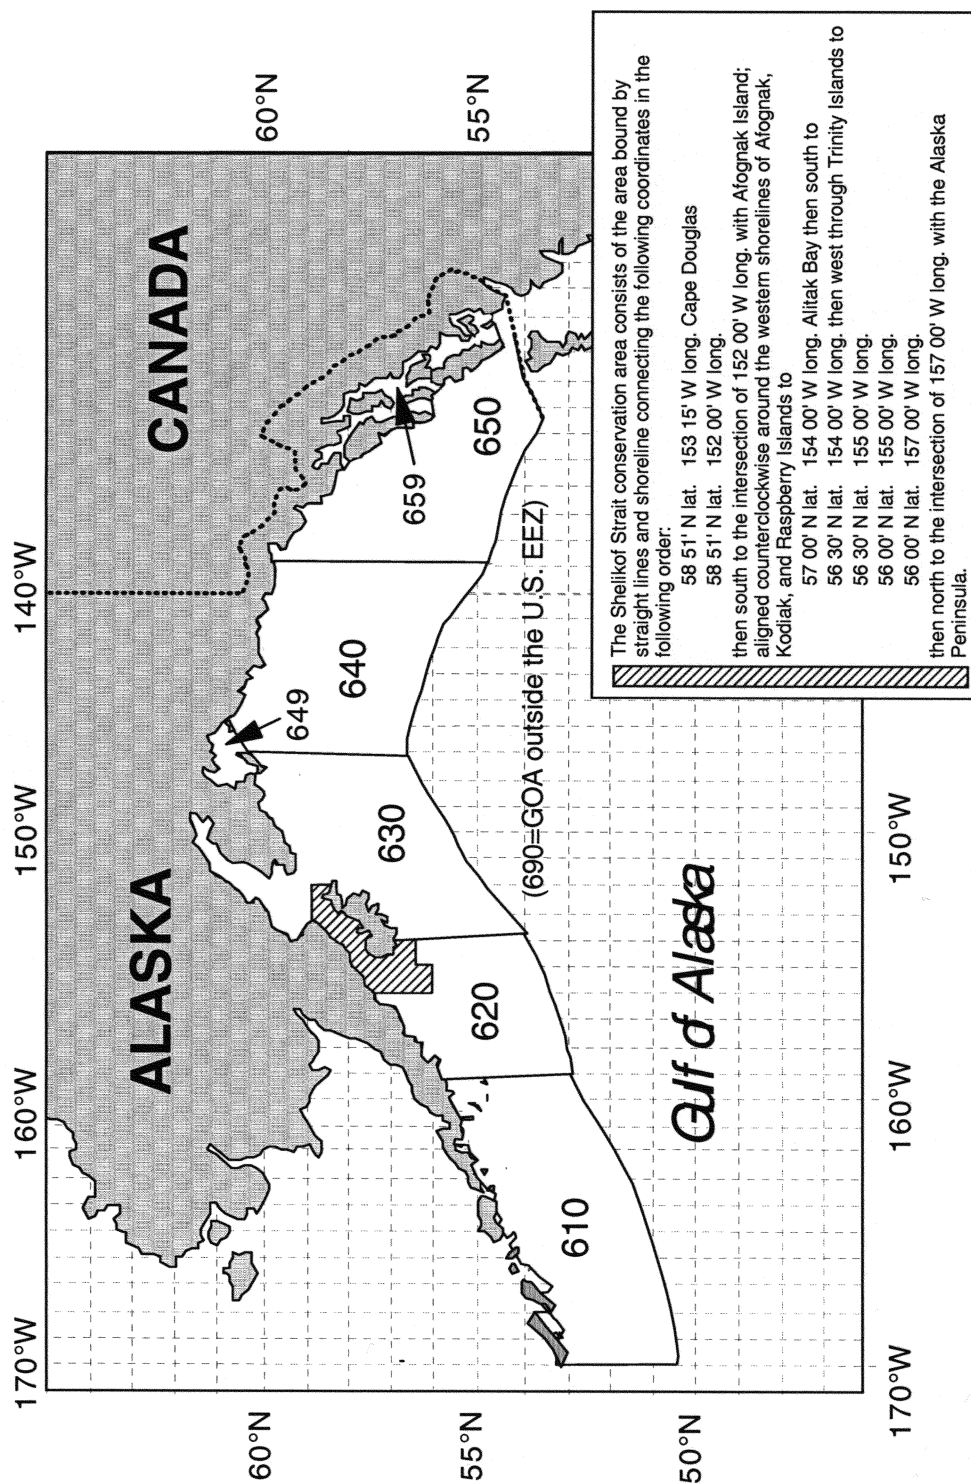 170°W
160°W
150°W
140°W
ALASKA
CANADA
60°N
60°N
55°N
55°N
50°N
649
659
610
620
630
640
650
(690=GOA outside the U.S. EEZ)
Gulf of Alaska
170°W
160°W
150°W
The Shelikof Strait conservation area consists of the area bound by
straight lines and shoreline connecting the following coordinates in the
following order:
58 51' N lat. 153 15' W long. Cape Douglas
58 51' N lat. 152 00' W long.
then south to the intersection of 152 00' W long. with Afognak Island;
aligned counterclockwise around the western shorelines of Afognak,
Kodiak, and Raspberry Islands to
57 00' N lat. 154 00' W long. Alitak Bay then south to
56 30' N lat. 154 00' W long. then west through Trinity Islands to
56 30' N lat. 155 00' W long.
56 00' N lat. 155 00' W long.
56 00' N lat. 157 00' W long.
then north to the intersection of 157 00' W long. with the Alaska
Peninsula.